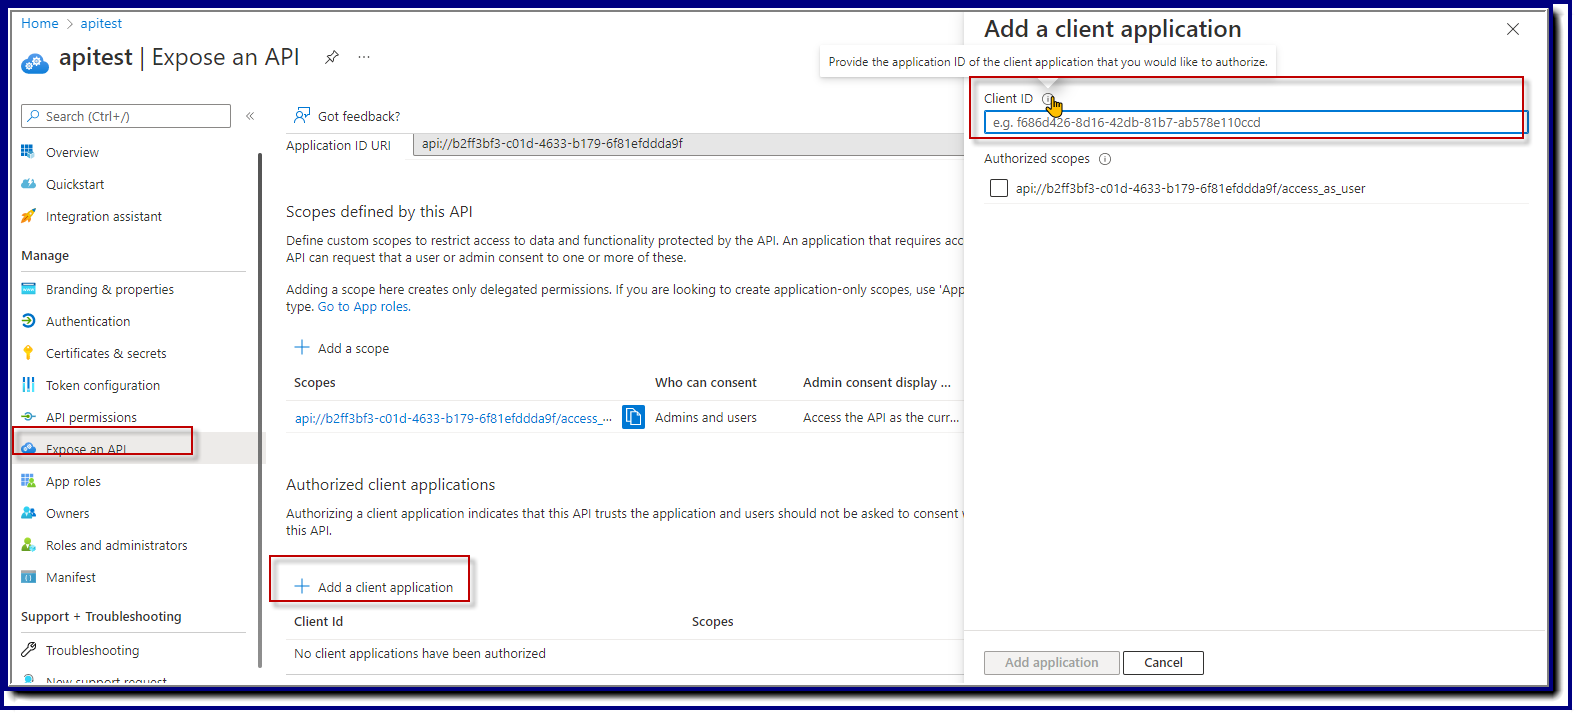 Home > apitest
apitest | Expose an API
Search (Ctrl+/)
Overview
Quickstart
Integration assistant
Manage
Branding & properties
Authentication
Certificates & secrets
Token configuration
API permissions
Expose an API
App roles
Owners
Roles and administrators
Manifest
Support + Troubleshooting
Troubleshooting
New support request
Got feedback?
Application ID URI
api://b2ff3bf3-c01d-4633-b179-6f81efddda9f
Scopes defined by this API
Define custom scopes to restrict access to data and functionality protected by the API. An application that requires acc
API can request that a user or admin consent to one or more of these.
Adding a scope here creates only delegated permissions. If you are looking to create application-only scopes, use 'App
type. Go to App roles.
Add a scope
Scopes Who can consent Admin consent display ...
api://b2ff3bf3-c01d-4633-b179-6f81efddda9f/access_... Admins and users Access the API as the curr...
Authorized client applications
Authorizing a client application indicates that this API trusts the application and users should not be asked to consent
this API.
Add a client application
Client Id Scopes
No client applications have been authorized
Add a client application
Provide the application ID of the client application that you would like to authorize.
Client ID
e.g. f686d426-8d16-42db-81b7-ab578e110ccd
Authorized scopes
api://b2ff3bf3-c01d-4633-b179-6f81efddda9f/access_as_user
Add application
Cancel